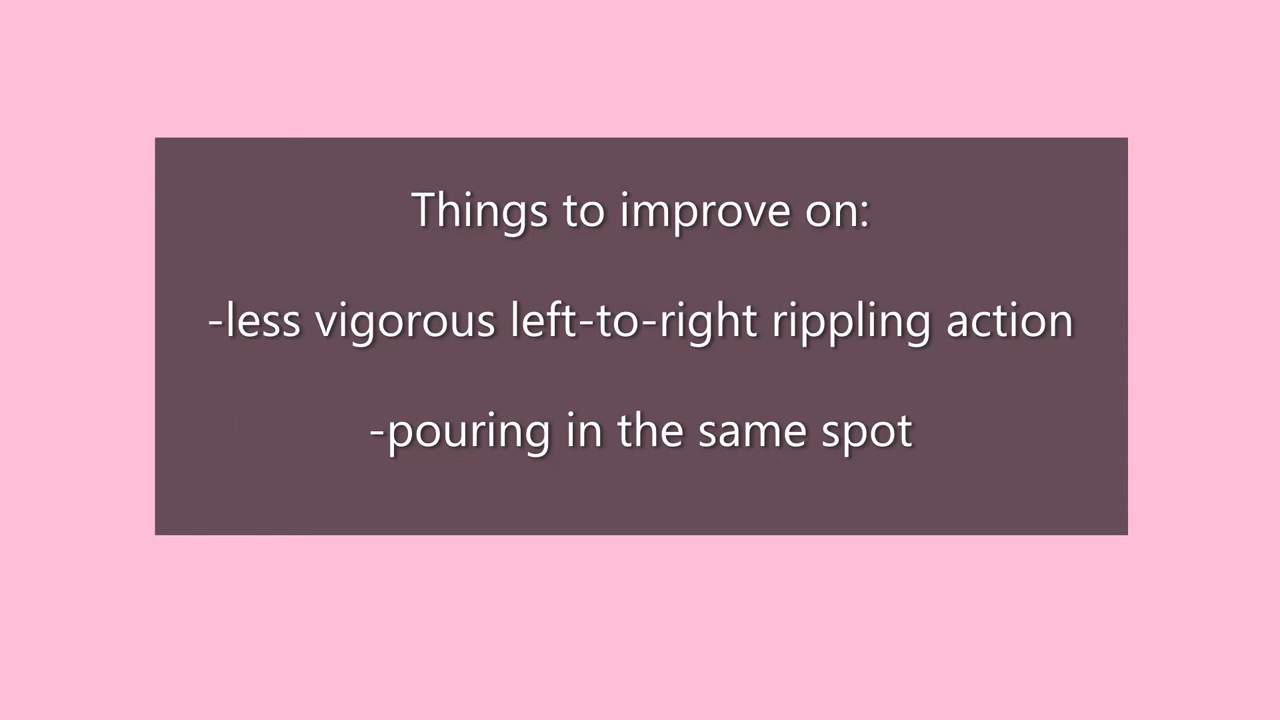 Things to improve on:
-less vigorous left-to-right rippling action
-pouring in the same spot